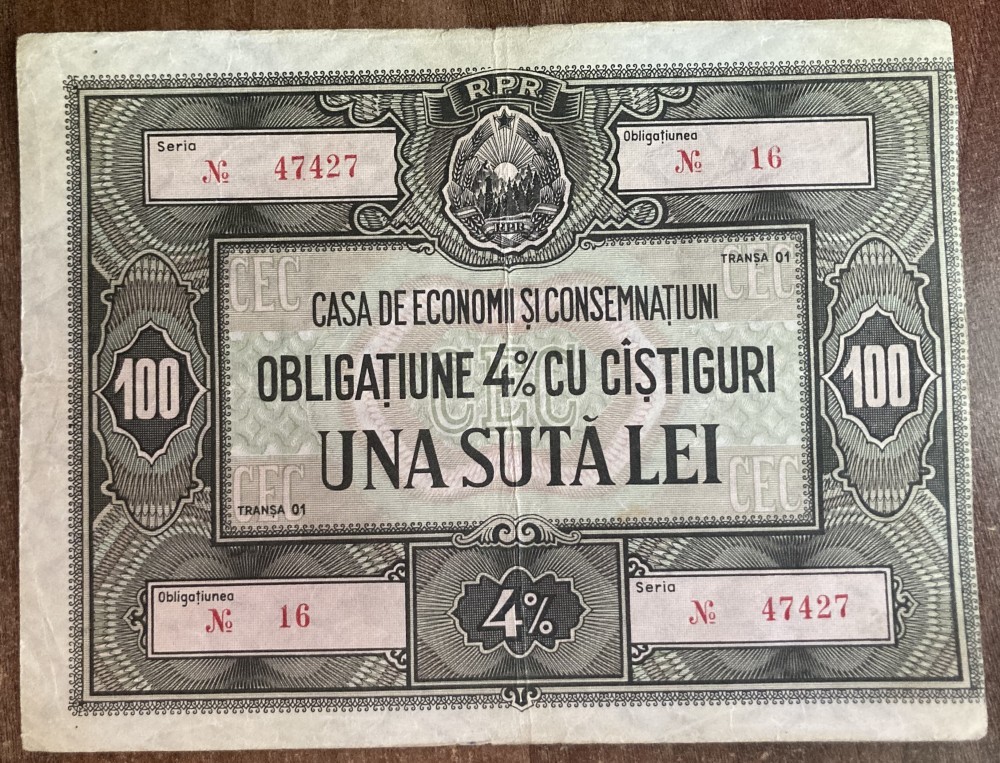 RPR
Seria
№ 47427
Obligațiunea
№ 16
RPR
TRANȘA 01
CEC CEC
CASA DE ECONOMII ȘI CONSEMNAȚIUNI
OBLIGAȚIUNE 4% CU CÎȘTIGURI
CEC
UNA SUTĂ LEI
100
100
CEC CEC
TRANȘA 01
Obligațiunea
№ 16
4%
Seria
№ 47427